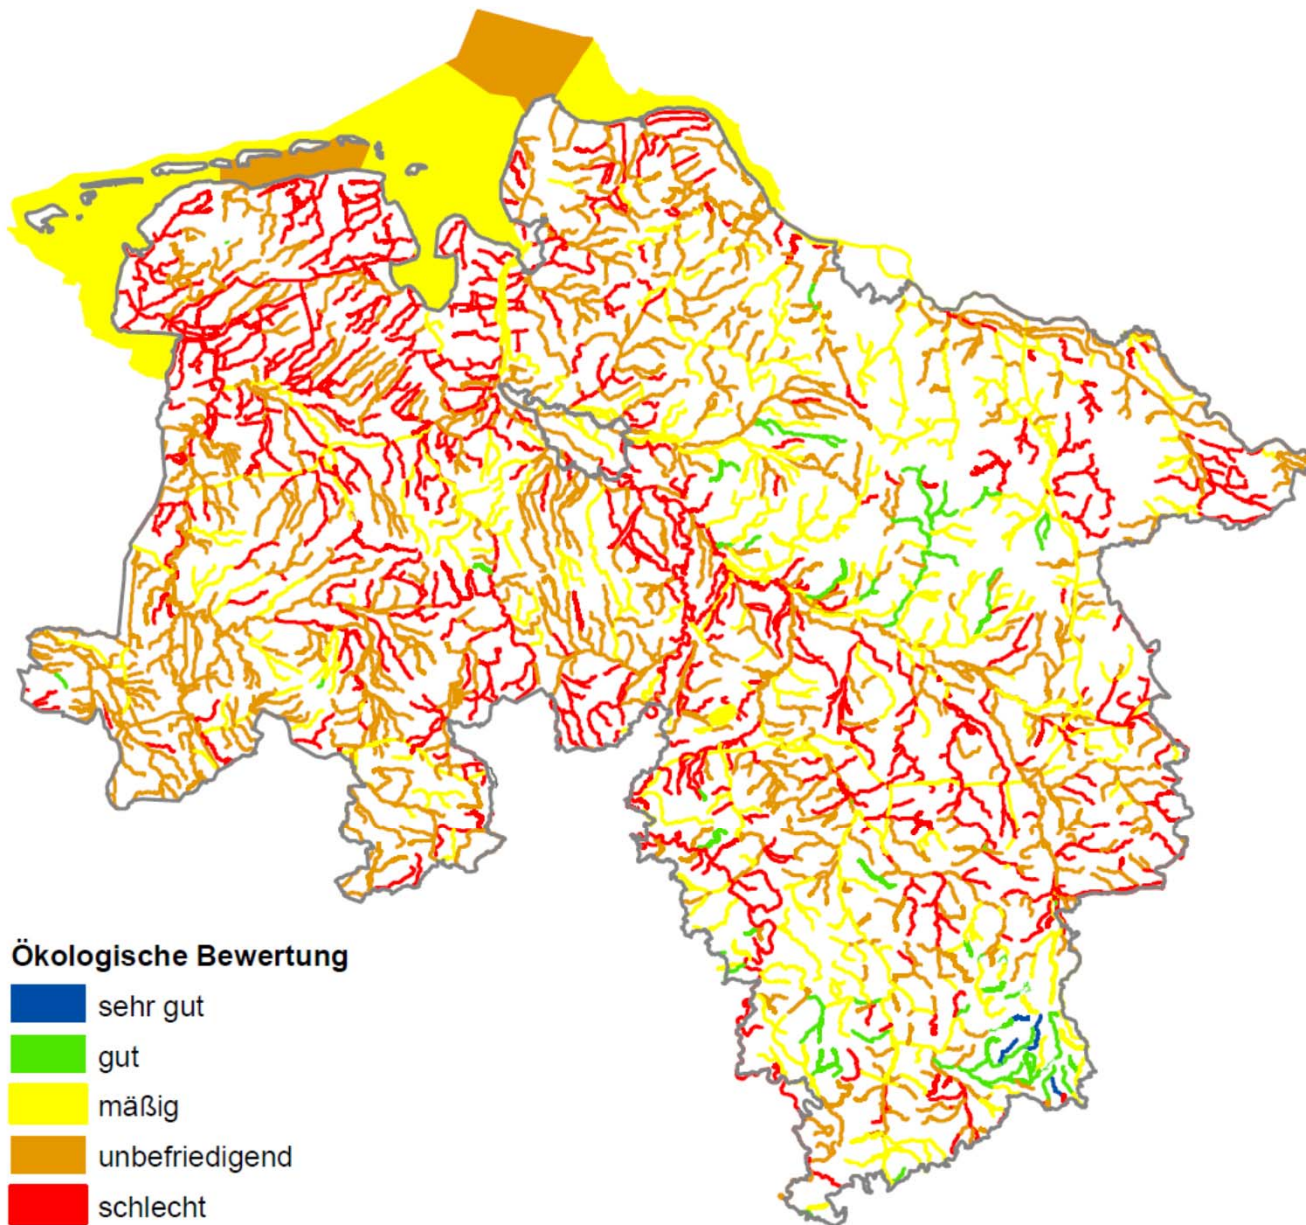 Ökologische Bewertung
sehr gut
gut
mäßig
unbefriedigend
schlecht